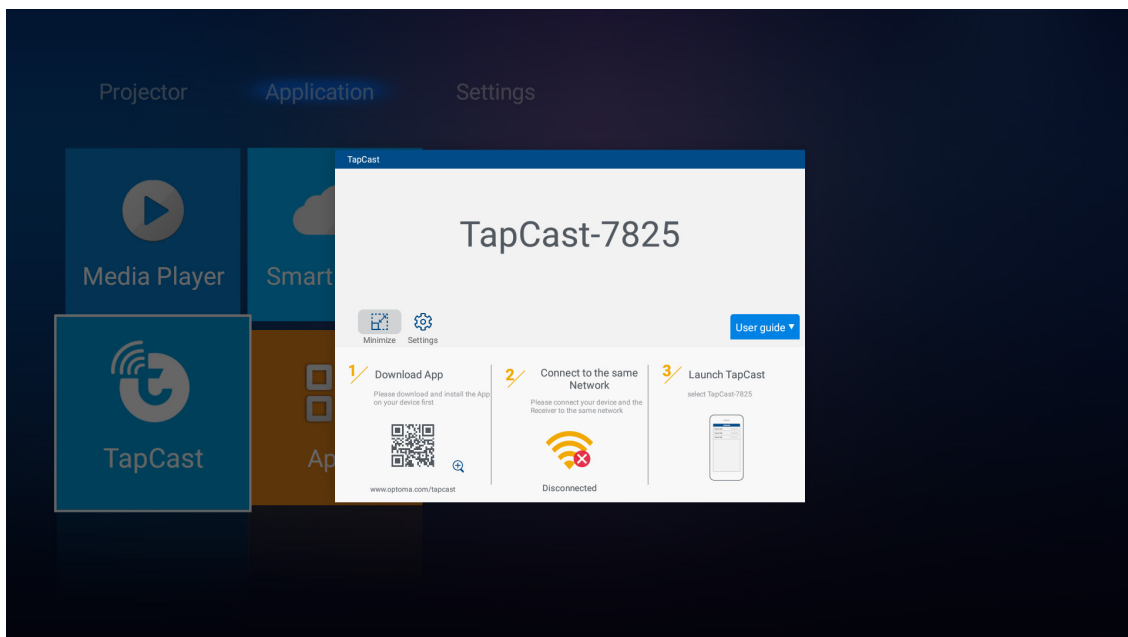 Projector
Application
Settings
Media Player
Smart
TapCast
Ap
TapCast
TapCast-7825
Minimize
Settings
User guide
1/
Download App
Please download and install the App
on your device first
www.optoma.com/tapcast
2/
Connect to the same
Network
Please connect your device and the
Receiver to the same network
Disconnected
3/
Launch TapCast
select TapCast-7825